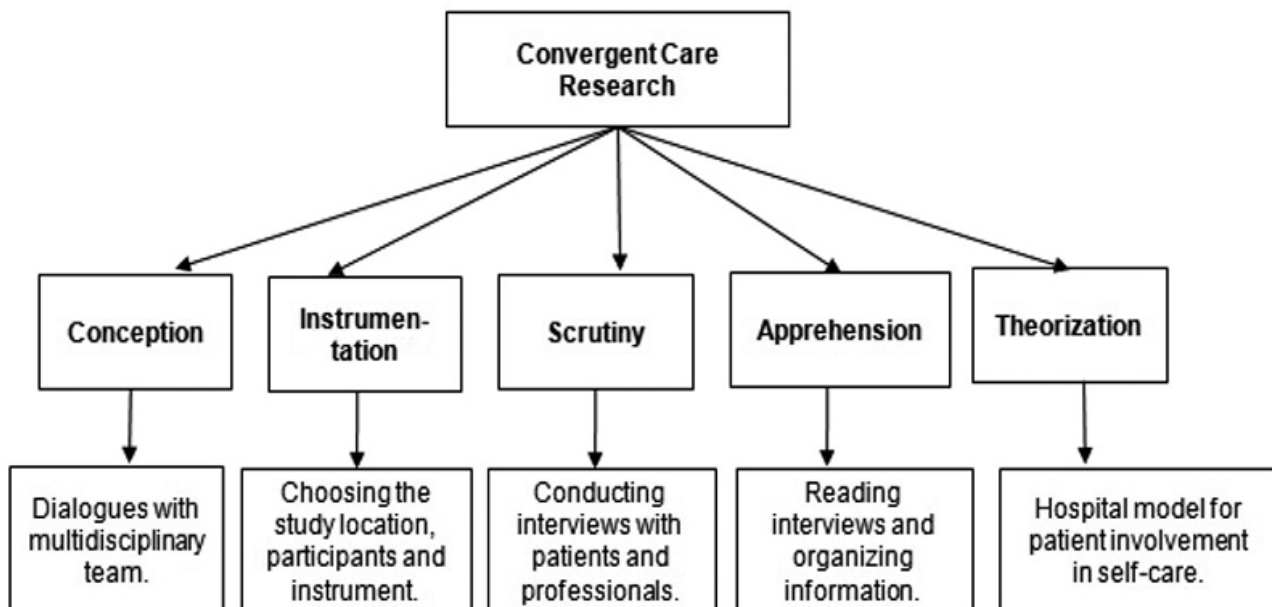 Convergent Care
Research
Conception
Instrumen-
tation
Scrutiny
Apprehension
Theorization
Dialogues with
multidisciplinary
team.
Choosing the
study location,
participants and
instrument.
Conducting
interviews with
patients and
professionals.
Reading
interviews and
organizing
information.
Hospital model for
patient involvement
in self-care.